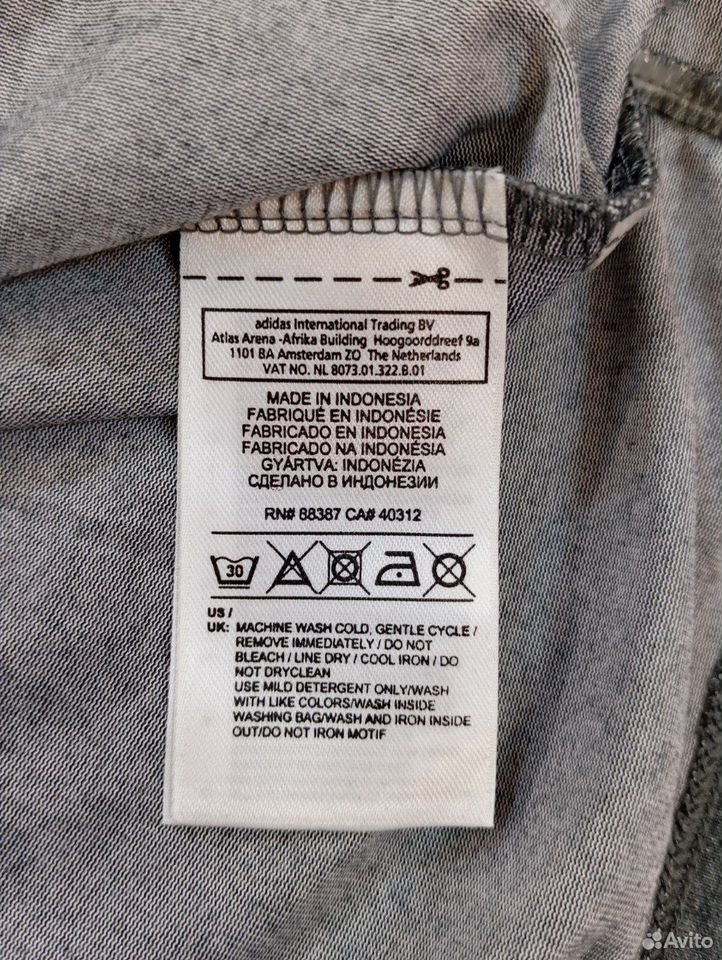 adidas International Trading BV
Atlas Arena -Afrika Building Hoogoorddreef 9a
1101 BA Amsterdam ZO The Netherlands
VAT NO. NL 8073.01.322.B.01
MADE IN INDONESIA
FABRIQUÉ EN INDONÉSIE
FABRICADO EN INDONESIA
FABRICADO NA INDONÉSIA
GYÁRTVA: INDONÉZIA
СДЕЛАНО В ИНДОНЕЗИИ
RN# 88387 CA# 40312
30
US /
UK: MACHINE WASH COLD, GENTLE CYCLE /
REMOVE IMMEDIATELY / DO NOT
BLEACH / LINE DRY / COOL IRON / DO
NOT DRYCLEAN
USE MILD DETERGENT ONLY/WASH
WITH LIKE COLORS/WASH INSIDE
WASHING BAG/WASH AND IRON INSIDE
OUT/DO NOT IRON MOTIF
Avito